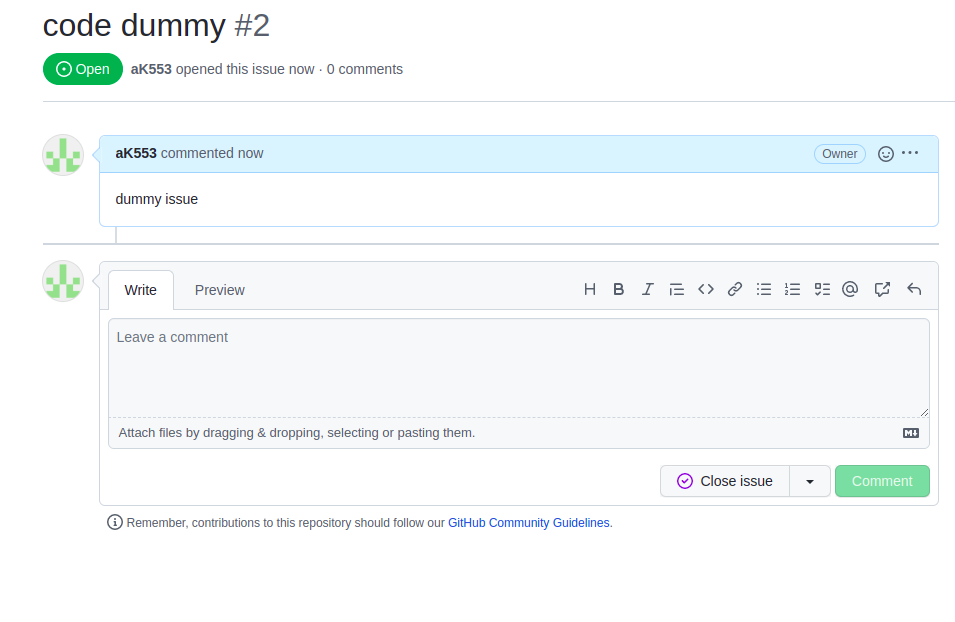 code dummy #2
Open aK553 opened this issue now · 0 comments
aK553 commented now Owner
dummy issue
Write Preview
Leave a comment
Attach files by dragging & dropping, selecting or pasting them.
Close issue Comment
Remember, contributions to this repository should follow our GitHub Community Guidelines.